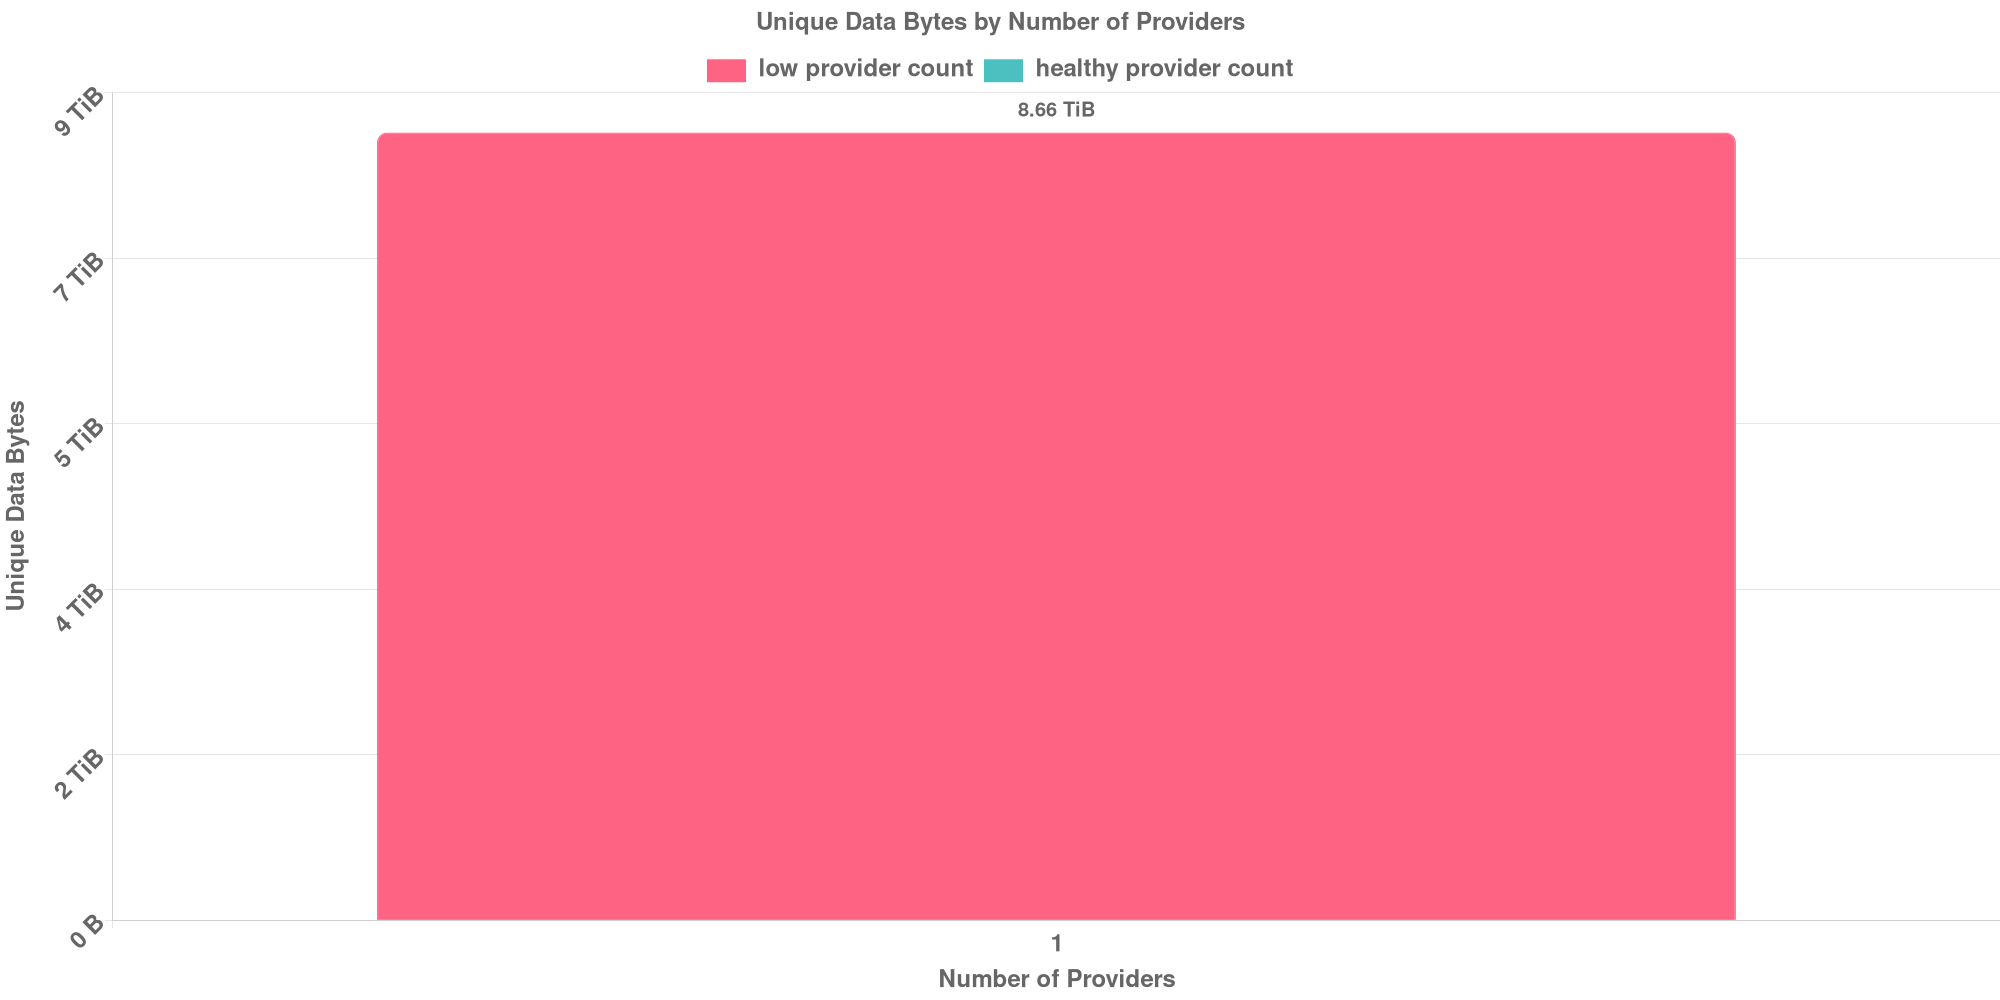 Unique Data Bytes by Number of Providers
low provider count healthy provider count
9 TiB
8.66 TiB
7 TiB
5 TiB
4 TiB
2 TiB
0 B
Unique Data Bytes
1
Number of Providers